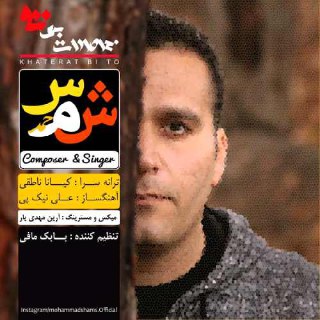 خاطرات بی تو
KHATERAT BI TO
محمد شمس
Composer & Singer
ترانه سرا : کیانا ناطقی
آهنگساز : علی نیک پی
میکس و مسترینگ : آرین مهدی یار
تنظیم کننده : بابک مافی
Instagram/mohammadshams.Official